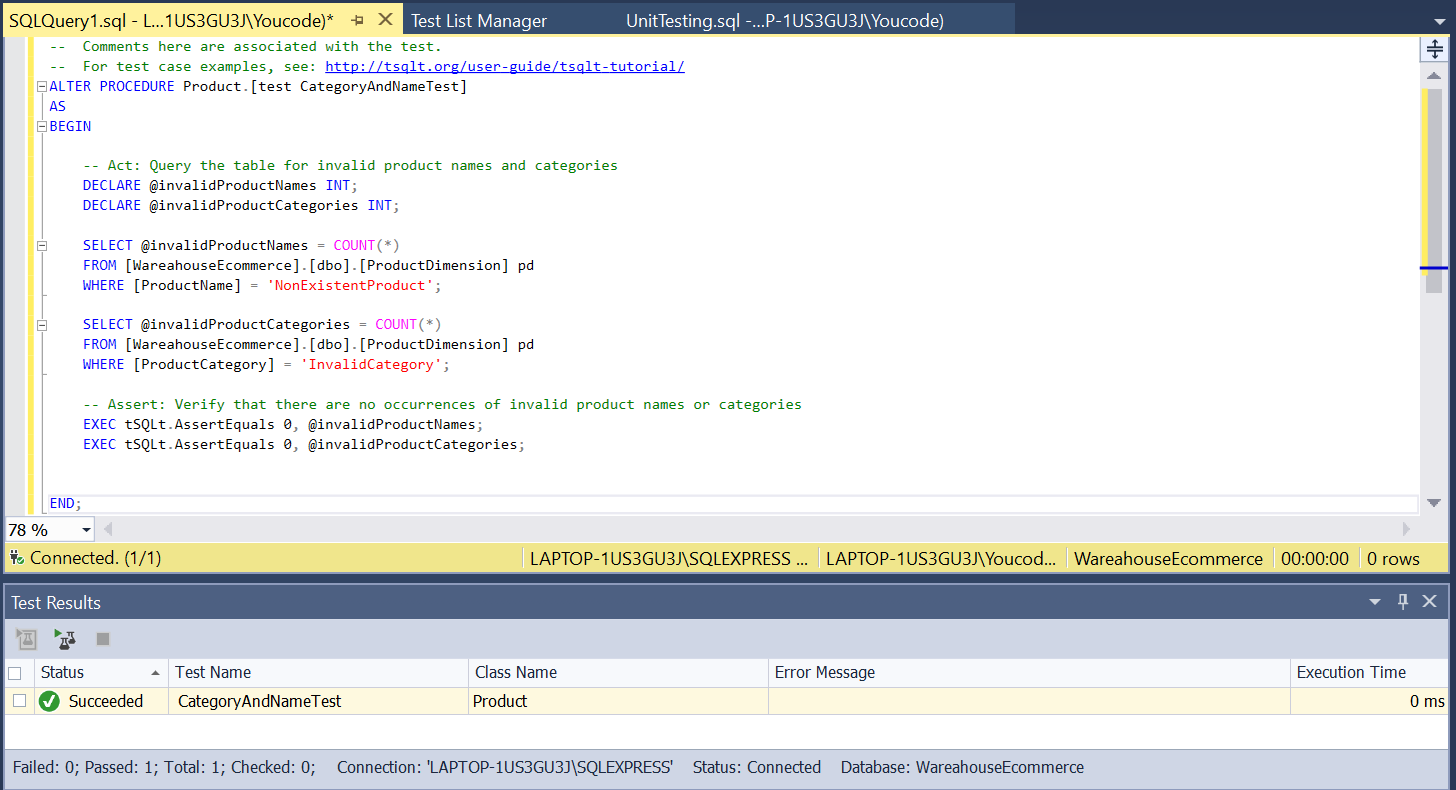 SQLQuery1.sql - L...1US3GU3J\Youcode)* Test List Manager UnitTesting.sql -...P-1US3GU3J\Youcode)
-- Comments here are associated with the test.
-- For test case examples, see: http://tsqlt.org/user-guide/tsqlt-tutorial/
ALTER PROCEDURE Product.[test CategoryAndNameTest]
AS
BEGIN
-- Act: Query the table for invalid product names and categories
DECLARE @invalidProductNames INT;
DECLARE @invalidProductCategories INT;
SELECT @invalidProductNames = COUNT(*)
FROM [WareahouseEcommerce].[dbo].[ProductDimension] pd
WHERE [ProductName] = 'NonExistentProduct';
SELECT @invalidProductCategories = COUNT(*)
FROM [WareahouseEcommerce].[dbo].[ProductDimension] pd
WHERE [ProductCategory] = 'InvalidCategory';
-- Assert: Verify that there are no occurrences of invalid product names or categories
EXEC tSQLt.AssertEquals 0, @invalidProductNames;
EXEC tSQLt.AssertEquals 0, @invalidProductCategories;
END;
78 %
Connected. (1/1) LAPTOP-1US3GU3J\SQLEXPRESS ... LAPTOP-1US3GU3J\Youcod... WareahouseEcommerce 00:00:00 0 rows
Test Results
Status Test Name Class Name Error Message Execution Time
Succeeded CategoryAndNameTest Product 0 ms
Failed: 0; Passed: 1; Total: 1; Checked: 0; Connection: 'LAPTOP-1US3GU3J\SQLEXPRESS' Status: Connected Database: WareahouseEcommerce